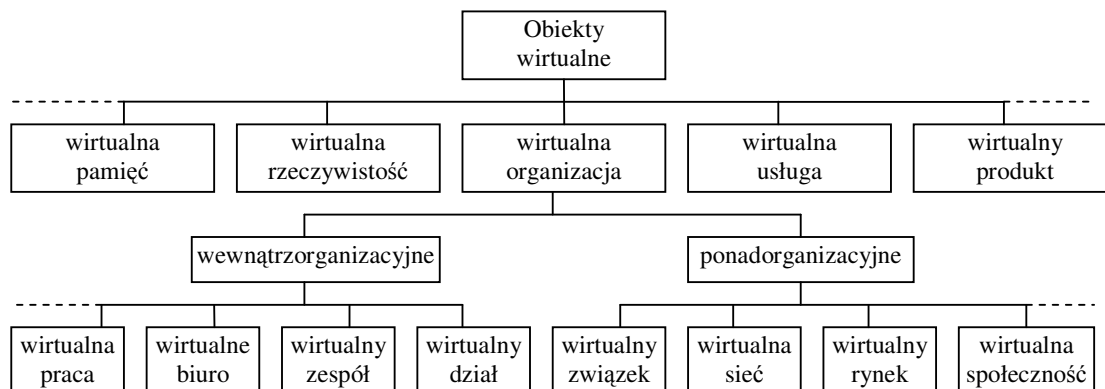 Obiekty
wirtualne
wirtualna
pamięć
wirtualna
rzeczywistość
wirtualna
organizacja
wirtualna
usługa
wirtualny
produkt
wewnątrzorganizacyjne
ponadorganizacyjne
wirtualna
praca
wirtualne
biuro
wirtualny
zespół
wirtualny
dział
wirtualny
związek
wirtualna
sieć
wirtualny
rynek
wirtualna
społeczność